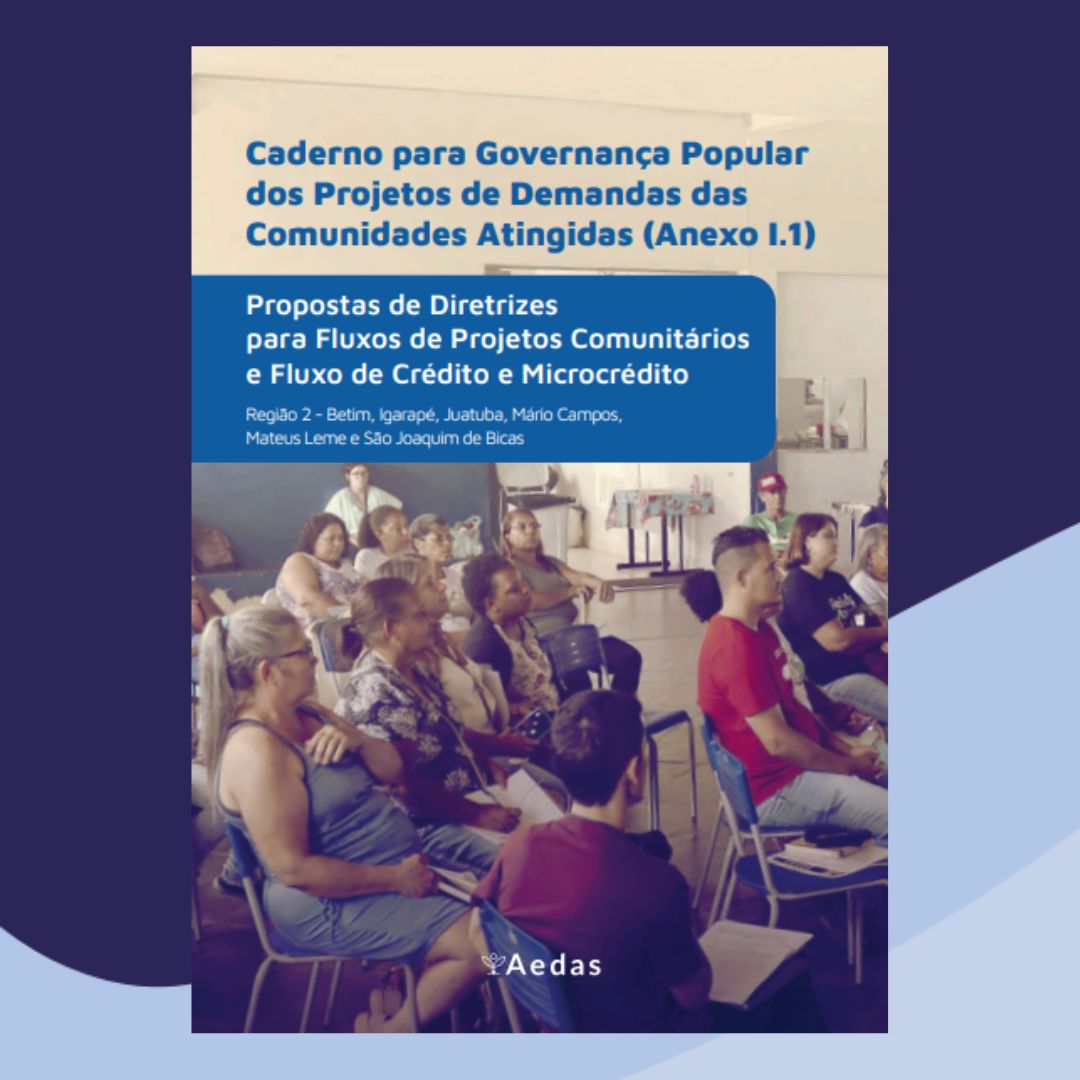 Caderno para Governança Popular
dos Projetos de Demandas das
Comunidades Atingidas (Anexo I.1)
Propostas de Diretrizes
para Fluxos de Projetos Comunitários
e Fluxo de Crédito e Microcrédito
Região 2 - Betim, Igarapé, Juatuba, Mário Campos,
Mateus Leme e São Joaquim de Bicas
Aedas